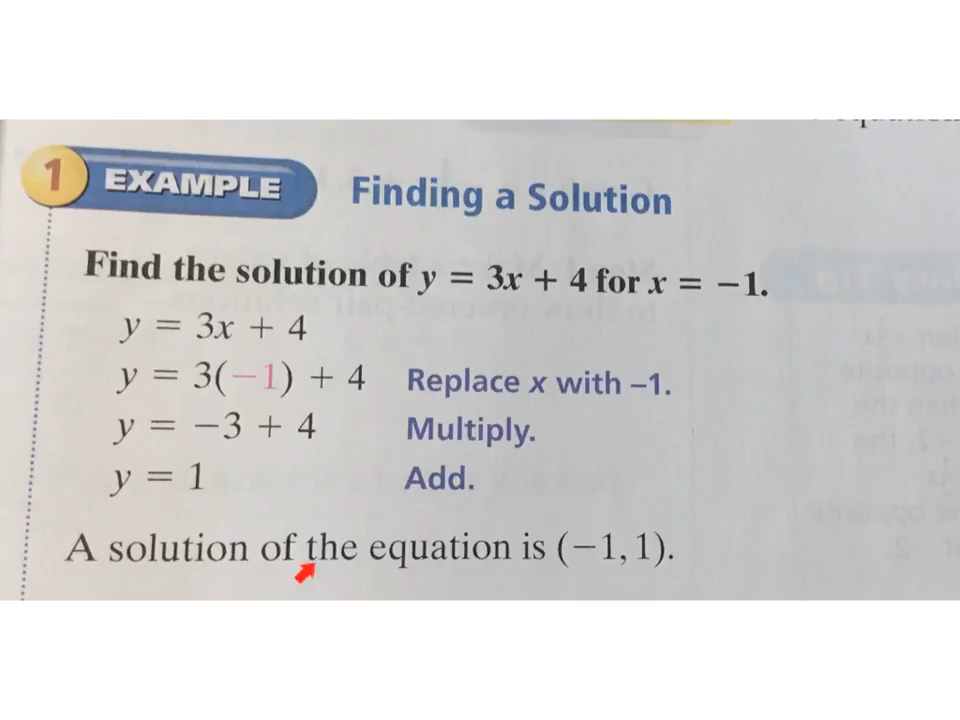 1 EXAMPLE Finding a Solution
Find the solution of y = 3x + 4 for x = −1.
y = 3x + 4
y = 3(−1) + 4 Replace x with −1.
y = −3 + 4 Multiply.
y = 1 Add.
A solution of the equation is (−1, 1).